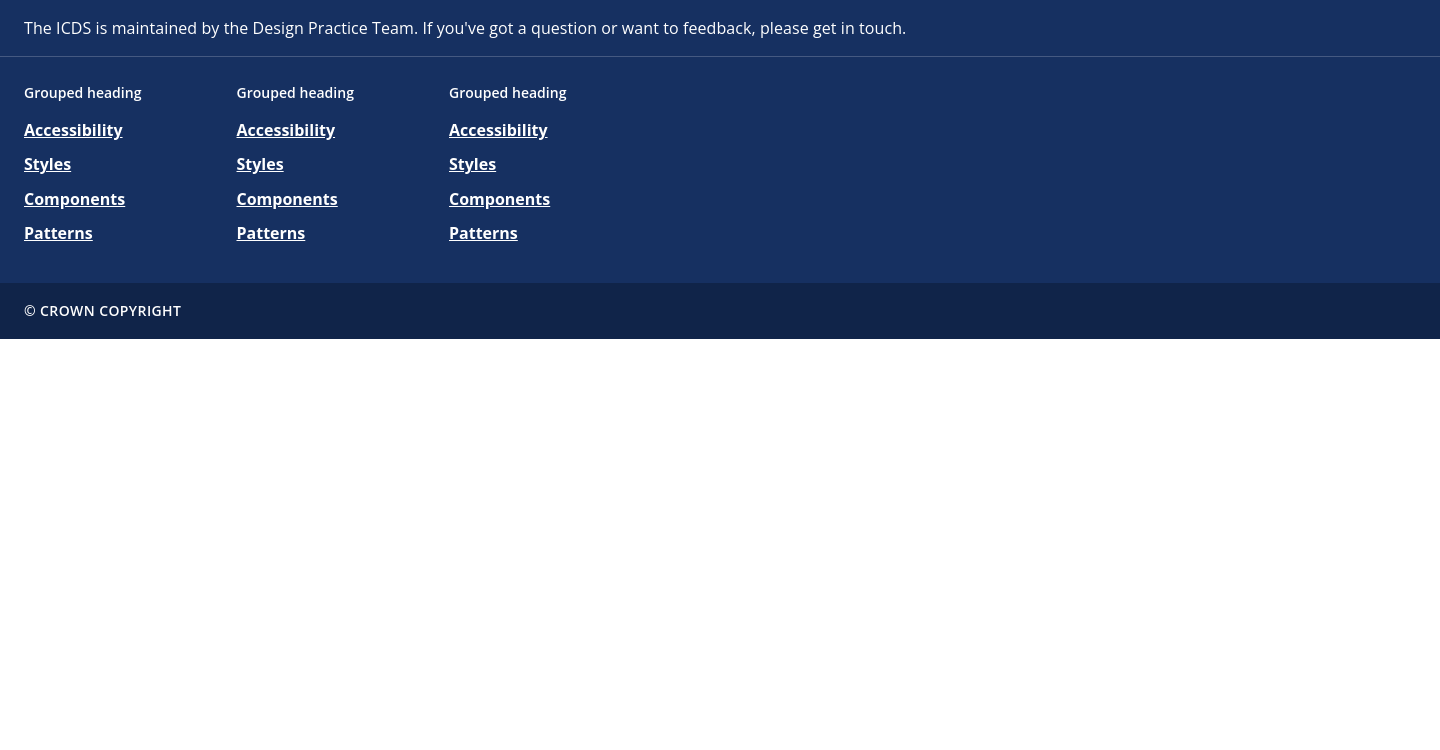 The ICDS is maintained by the Design Practice Team. If you've got a question or want to feedback, please get in touch.
Grouped heading
Accessibility
Styles
Components
Patterns
Grouped heading
Accessibility
Styles
Components
Patterns
Grouped heading
Accessibility
Styles
Components
Patterns
© CROWN COPYRIGHT